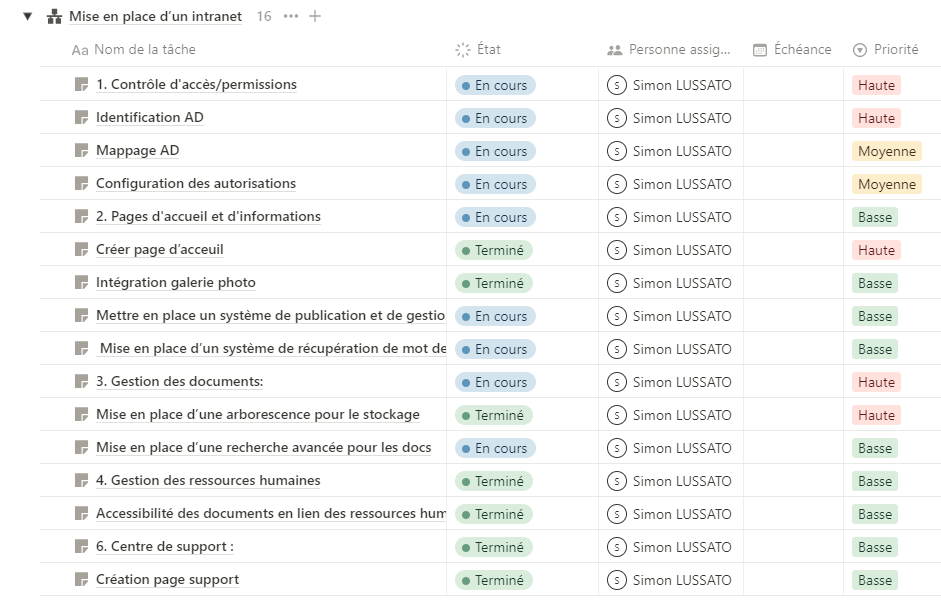 Mise en place d’un intranet 16
Aa Nom de la tâche État Personne assig... Échéance Priorité
1. Contrôle d'accès/permissions En cours S Simon LUSSATO Haute
Identification AD En cours S Simon LUSSATO Haute
Mappage AD En cours S Simon LUSSATO Moyenne
Configuration des autorisations En cours S Simon LUSSATO Moyenne
2. Pages d'accueil et d'informations En cours S Simon LUSSATO Basse
Créer page d’acceuil Terminé S Simon LUSSATO Haute
Intégration galerie photo Terminé S Simon LUSSATO Basse
Mettre en place un système de publication et de gestio En cours S Simon LUSSATO Basse
Mise en place d’un système de récupération de mot de En cours S Simon LUSSATO Basse
3. Gestion des documents: En cours S Simon LUSSATO Haute
Mise en place d’une arborescence pour le stockage Terminé S Simon LUSSATO Haute
Mise en place d’une recherche avancée pour les docs En cours S Simon LUSSATO Basse
4. Gestion des ressources humaines Terminé S Simon LUSSATO Basse
Accessibilité des documents en lien des ressources hum Terminé S Simon LUSSATO Basse
6. Centre de support : Terminé S Simon LUSSATO Basse
Création page support Terminé S Simon LUSSATO Basse